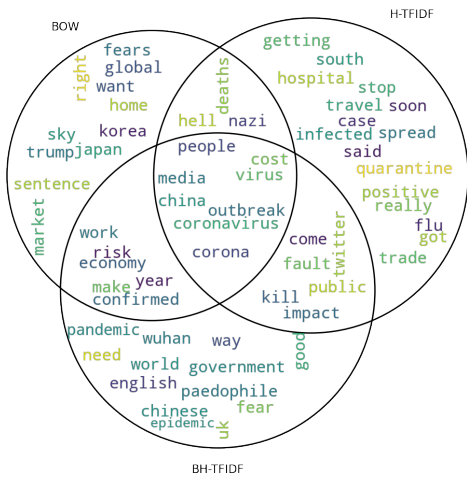 H-TFIDF
BOW
getting
fears
south
global
right
want
hospital
deaths
stop
home
travel soon
hell nazi
case
korea
infected spread
sky
people
said
trump japan
cost
quarantine
sentence
media
virus
positive
china
really
market
outbreak
flu
coronavirus
got
work
come
twitter
risk
corona
trade
economy
fault
make year
public
confirmed
kill
impact
pandemic
wuhan
way
good
need
world
government
english
paedophile
chinese
fear
epidemic
uk
BH-TFIDF